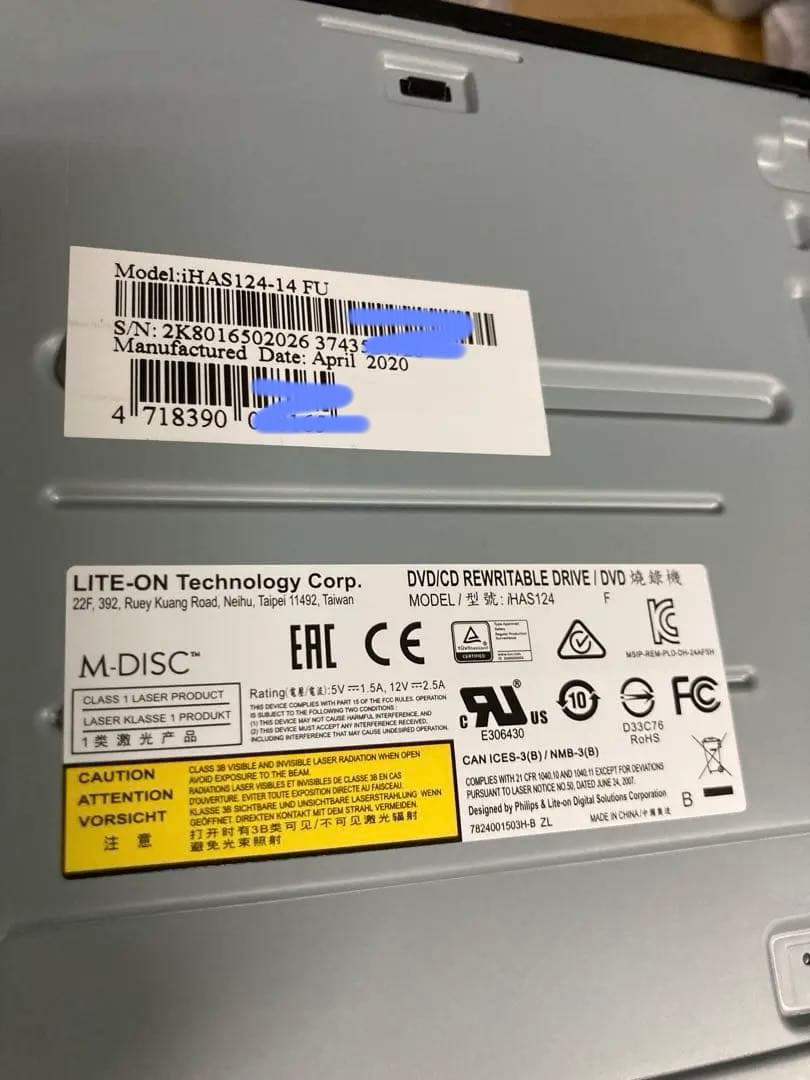 Model:iHAS124-14 FU
S/N: 2K8016502026 3743
Manufactured Date: April 2020
4 718390
LITE-ON Technology Corp.
22F, 392, Ruey Kuang Road, Neihu, Taipei 11492, Taiwan
DVD/CD REWRITABLE DRIVE / DVD 燒錄機
MODEL / 型號: iHAS124 F
M-DISC™
EAC CE
TÜVRheinland
CERTIFIED
Type Approved
Safety
Regular Production
Surveillance
KC
MSIP-REM-PLD-DH-24AFSH
CLASS 1 LASER PRODUCT
LASER KLASSE 1 PRODUKT
1类激光产品
Rating(電壓/電流):5V⎓1.5A, 12V⎓2.5A
THIS DEVICE COMPLIES WITH PART 15 OF THE FCC RULES. OPERATION
IS SUBJECT TO THE FOLLOWING TWO CONDITIONS:
(1) THIS DEVICE MAY NOT CAUSE HARMFUL INTERFERENCE, AND
(2) THIS DEVICE MUST ACCEPT ANY INTERFERENCE RECEIVED,
INCLUDING INTERFERENCE THAT MAY CAUSE UNDESIRED OPERATION.
c RU ® US
E306430
10
D33C76
RoHS
FC
CAUTION
ATTENTION
VORSICHT
注意
CLASS 3B VISIBLE AND INVISIBLE LASER RADIATION WHEN OPEN
AVOID EXPOSURE TO THE BEAM.
RADIATIONS LASER VISIBLES ET INVISIBLES DE CLASSE 3B EN CAS
D'OUVERTURE. EVITER TOUTE EXPOSITION DIRECTE AU FAISCEAU.
KLASSE 3B SICHTBARE UND UNSICHTBARE LASERSTRAHLUNG WENN
GEÖFFNET. DIREKTEN KONTAKT MIT DEM STRAHL VERMEIDEN.
打开时有3B类可见/不可见激光辐射
避免光束照射
CAN ICES-3(B) / NMB-3(B)
COMPLIES WITH 21 CFR 1040.10 AND 1040.11 EXCEPT FOR DEVIATIONS
PURSUANT TO LASER NOTICE NO.50, DATED JUNE 24, 2007.
Designed by Philips & Lite-on Digital Solutions Corporation
B
7824001503H-B ZL
MADE IN CHINA/中國製造